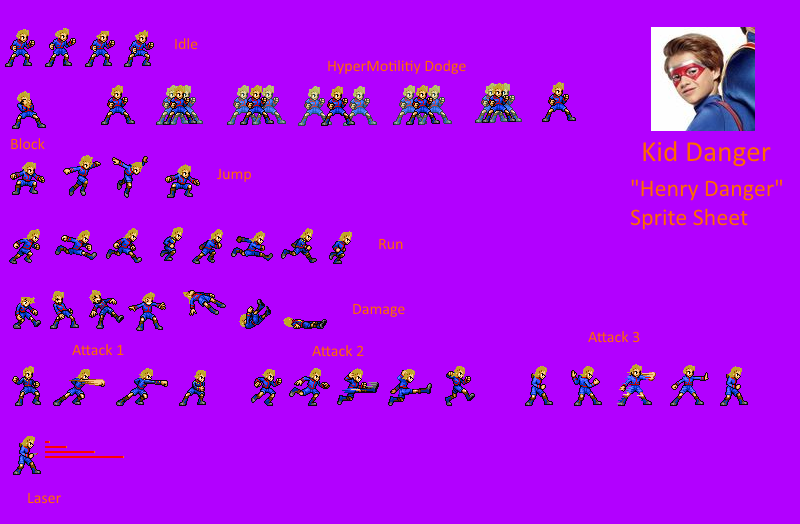 Idle
HyperMotilitiy Dodge
Block
Kid Danger
Jump
"Henry Danger"
Sprite Sheet
Run
Damage
Attack 1
Attack 2
Attack 3
Laser